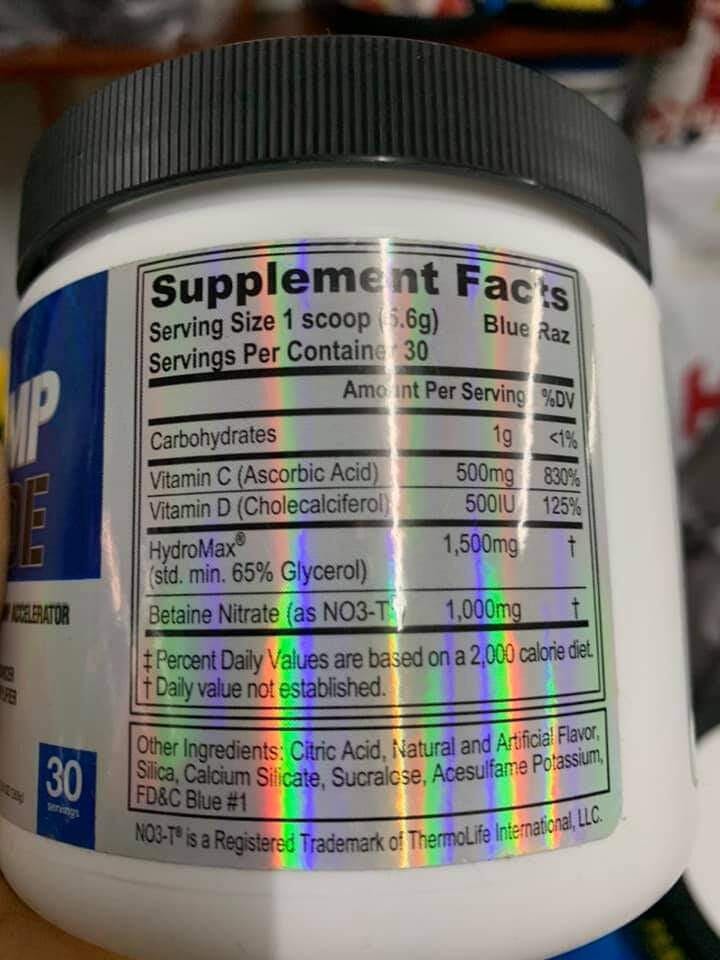 Supplement Facts
Serving Size 1 scoop (5.6g) Blue Raz
Servings Per Container 30
Amount Per Serving %DV
Carbohydrates 1g <1%
Vitamin C (Ascorbic Acid) 500mg 830%
Vitamin D (Cholecalciferol) 500IU 125%
HydroMax® 1,500mg †
(std. min. 65% Glycerol)
Betaine Nitrate (as NO3-T 1,000mg †
‡ Percent Daily Values are based on a 2,000 calorie diet.
† Daily value not established.
Other Ingredients: Citric Acid, Natural and Artificial Flavor,
Silica, Calcium Silicate, Sucralose, Acesulfame Potassium,
FD&C Blue #1
NO3-T® is a Registered Trademark of ThermoLife International, LLC.
MP
DE
ACCELERATOR
30
servings